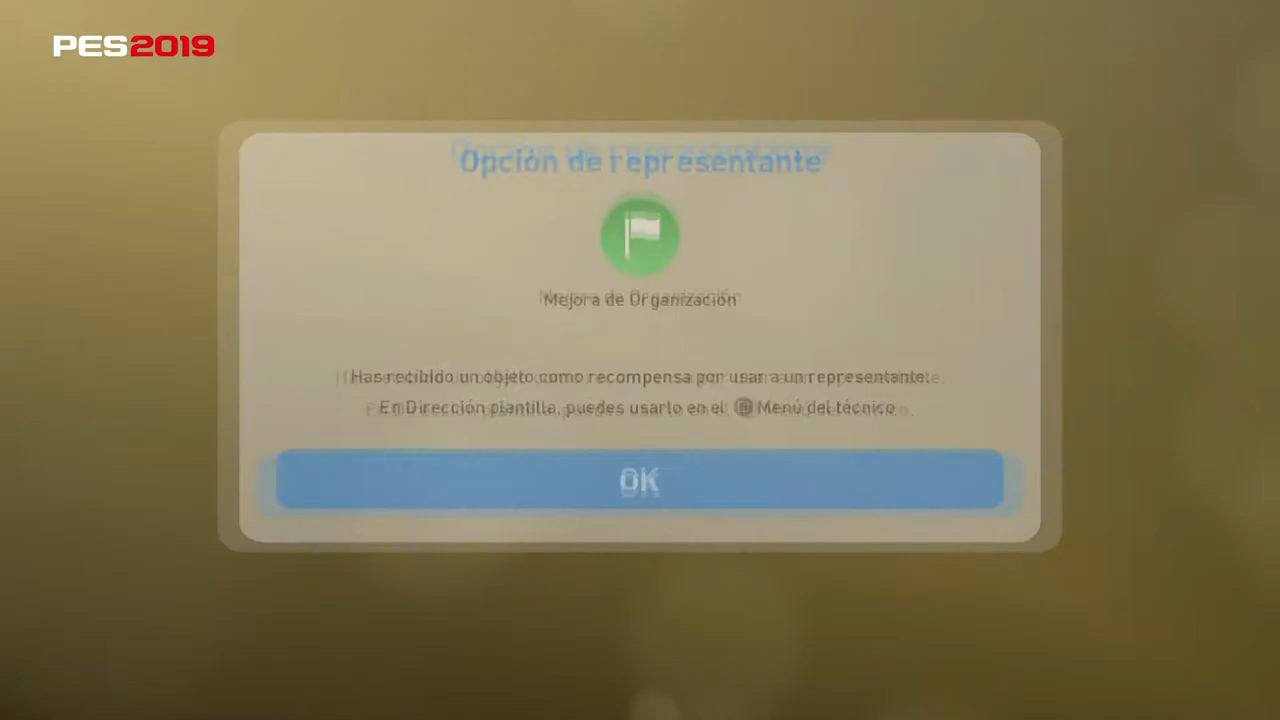 PES2019
Opción de representante
Mejora de Organización
Has recibido un objeto como recompensa por usar a un representante.
En Dirección plantilla, puedes usarlo en el Menú del técnico.
OK